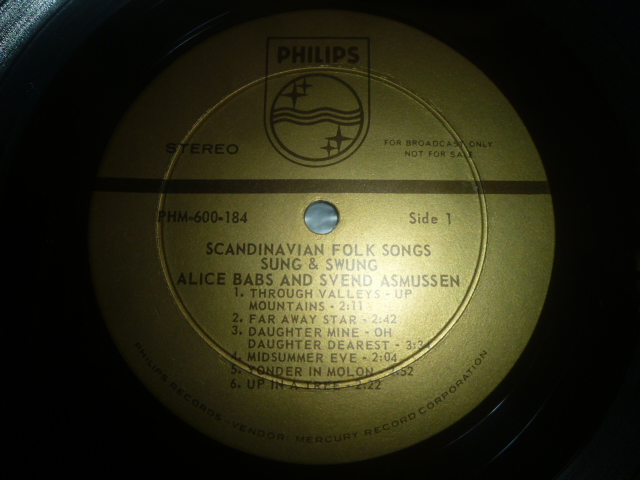 PHILIPS
STEREO
FOR BROADCAST ONLY
NOT FOR SALE
PHM-600-184
Side 1
SCANDINAVIAN FOLK SONGS
SUNG & SWUNG
ALICE BABS AND SVEND ASMUSSEN
1. THROUGH VALLEYS - UP
MOUNTAINS - 2:11
2. FAR AWAY STAR - 2:42
3. DAUGHTER MINE - OH
DAUGHTER DEAREST - 3:34
4. MIDSUMMER EVE - 2:04
5. YONDER IN MOLON -
6. UP IN A TREE - 2:22
PHILIPS RECORDS - VENDOR: MERCURY RECORD CORPORATION